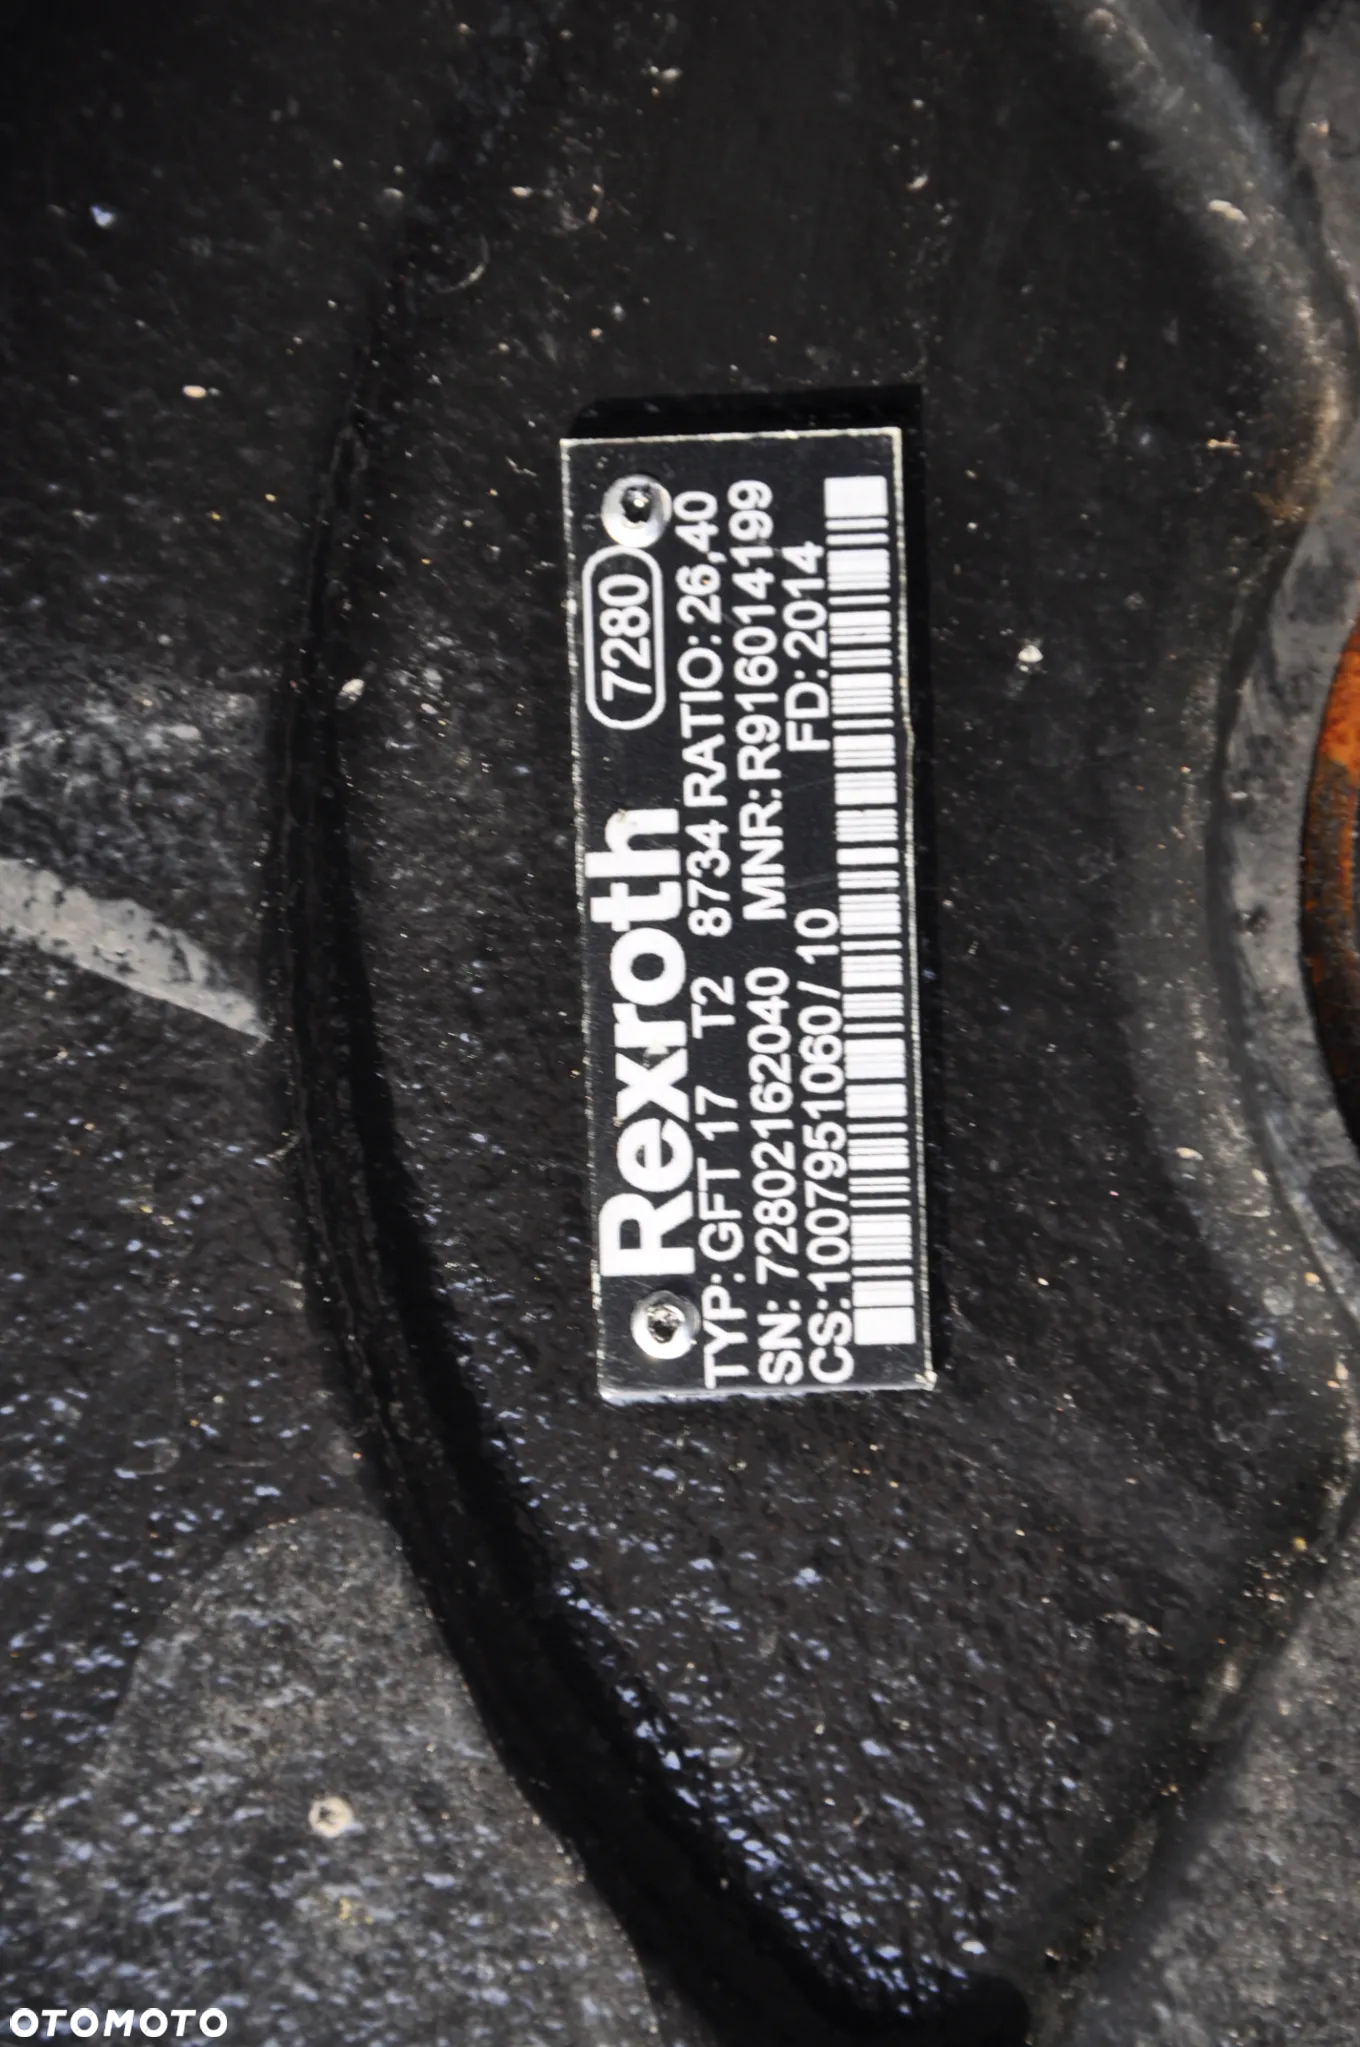 Rexroth 7280
TYP: GFT 17 T2 8734 RATIO: 26,40
SN: 72802162040 MNR: R916014199
CS: 1007951060 / 10 FD: 2014
OTOMOTO